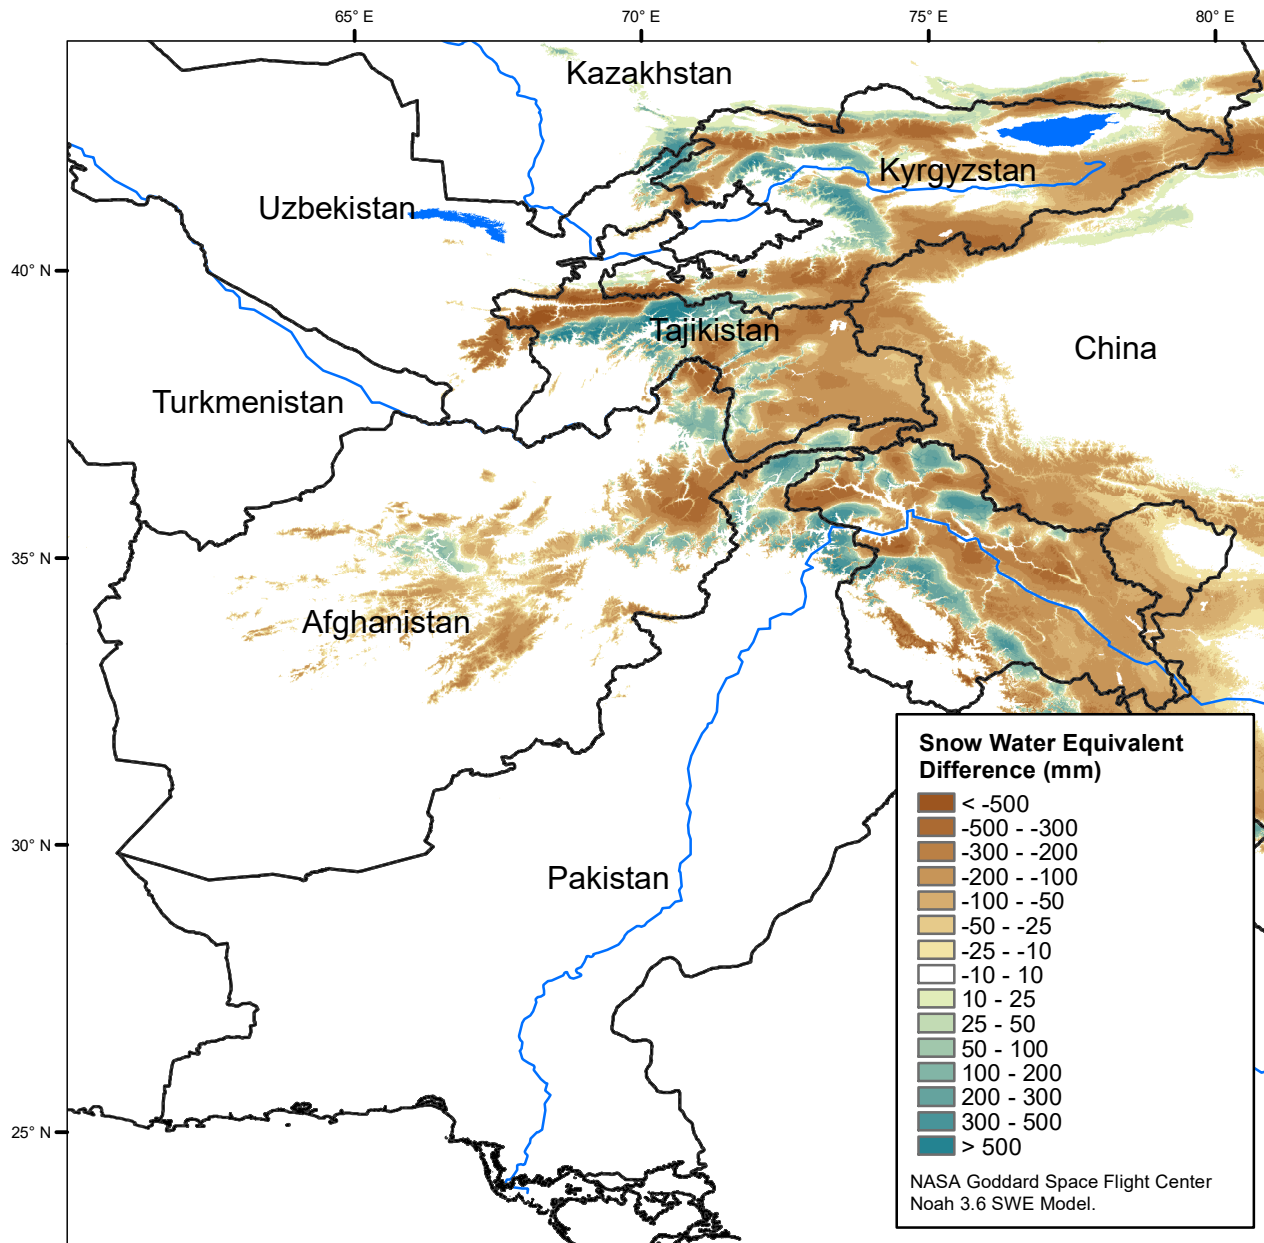 65° E
70° E
75° E
80° E
Kazakhstan
Kyrgyzstan
Uzbekistan
40° N
Tajikistan
China
Turkmenistan
35° N
Afghanistan
30° N
Pakistan
25° N
Snow Water Equivalent
Difference (mm)
< -500
-500 - -300
-300 - -200
-200 - -100
-100 - -50
-50 - -25
-25 - -10
-10 - 10
10 - 25
25 - 50
50 - 100
100 - 200
200 - 300
300 - 500
> 500
NASA Goddard Space Flight Center
Noah 3.6 SWE Model.